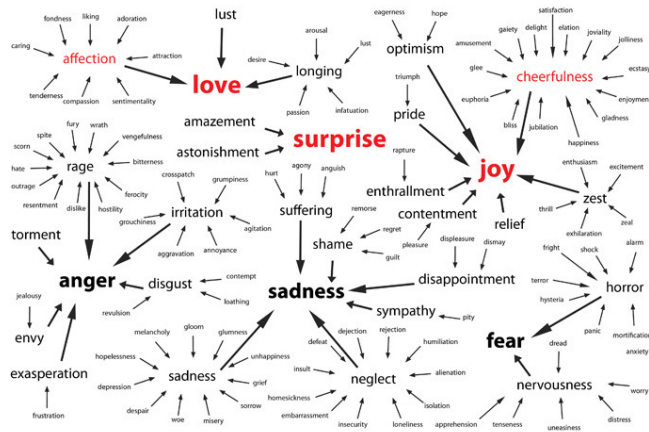 fondness
liking
adoration
caring
affection
attraction
tenderness
compassion
sentimentality
lust
love
arousal
lust
desire
longing
passion
infatuation
eagerness
hope
optimism
triumph
pride
satisfaction
delight
elation
gaiety
joviality
amusement
jolliness
glee
cheerfulness
ecstasy
euphoria
enjoyment
bliss
jubilation
gladness
happiness
amazement
astonishment
surprise
joy
rapture
enthrallment
contentment
pleasure
relief
enthusiasm
excitement
zest
thrill
zeal
exhilaration
fury
wrath
spite
vengefulness
scorn
hate
rage
bitterness
outrage
resentment
dislike
hostility
ferocity
crosspatch
grumpiness
irritation
grouchiness
agitation
aggravation
annoyance
hurt
agony
anguish
suffering
remorse
shame
regret
guilt
displeasure
dismay
disappointment
torment
anger
disgust
contempt
revulsion
loathing
jealousy
envy
exasperation
frustration
sadness
sympathy
pity
fright
shock
alarm
terror
hysteria
horror
panic
mortification
fear
anxiety
dread
nervousness
worry
apprehension
tenseness
uneasiness
distress
melancholy
gloom
glumness
hopelessness
unhappiness
depression
sadness
grief
despair
woe
misery
sorrow
dejection
rejection
defeat
humiliation
insult
neglect
alienation
homesickness
embarrassment
insecurity
loneliness
isolation